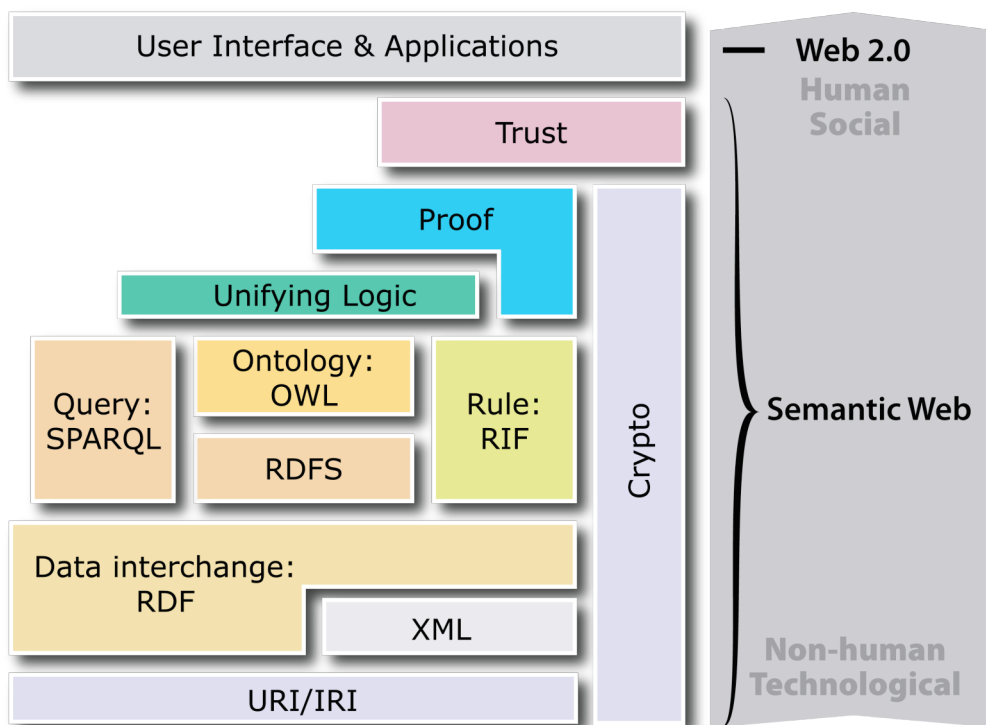 User Interface & Applications
Web 2.0
Human
Social
Trust
Proof
Unifying Logic
Query:
SPARQL
Ontology:
OWL
RDFS
Rule:
RIF
Crypto
Semantic Web
Data interchange:
RDF
XML
URI/IRI
Non-human
Technological